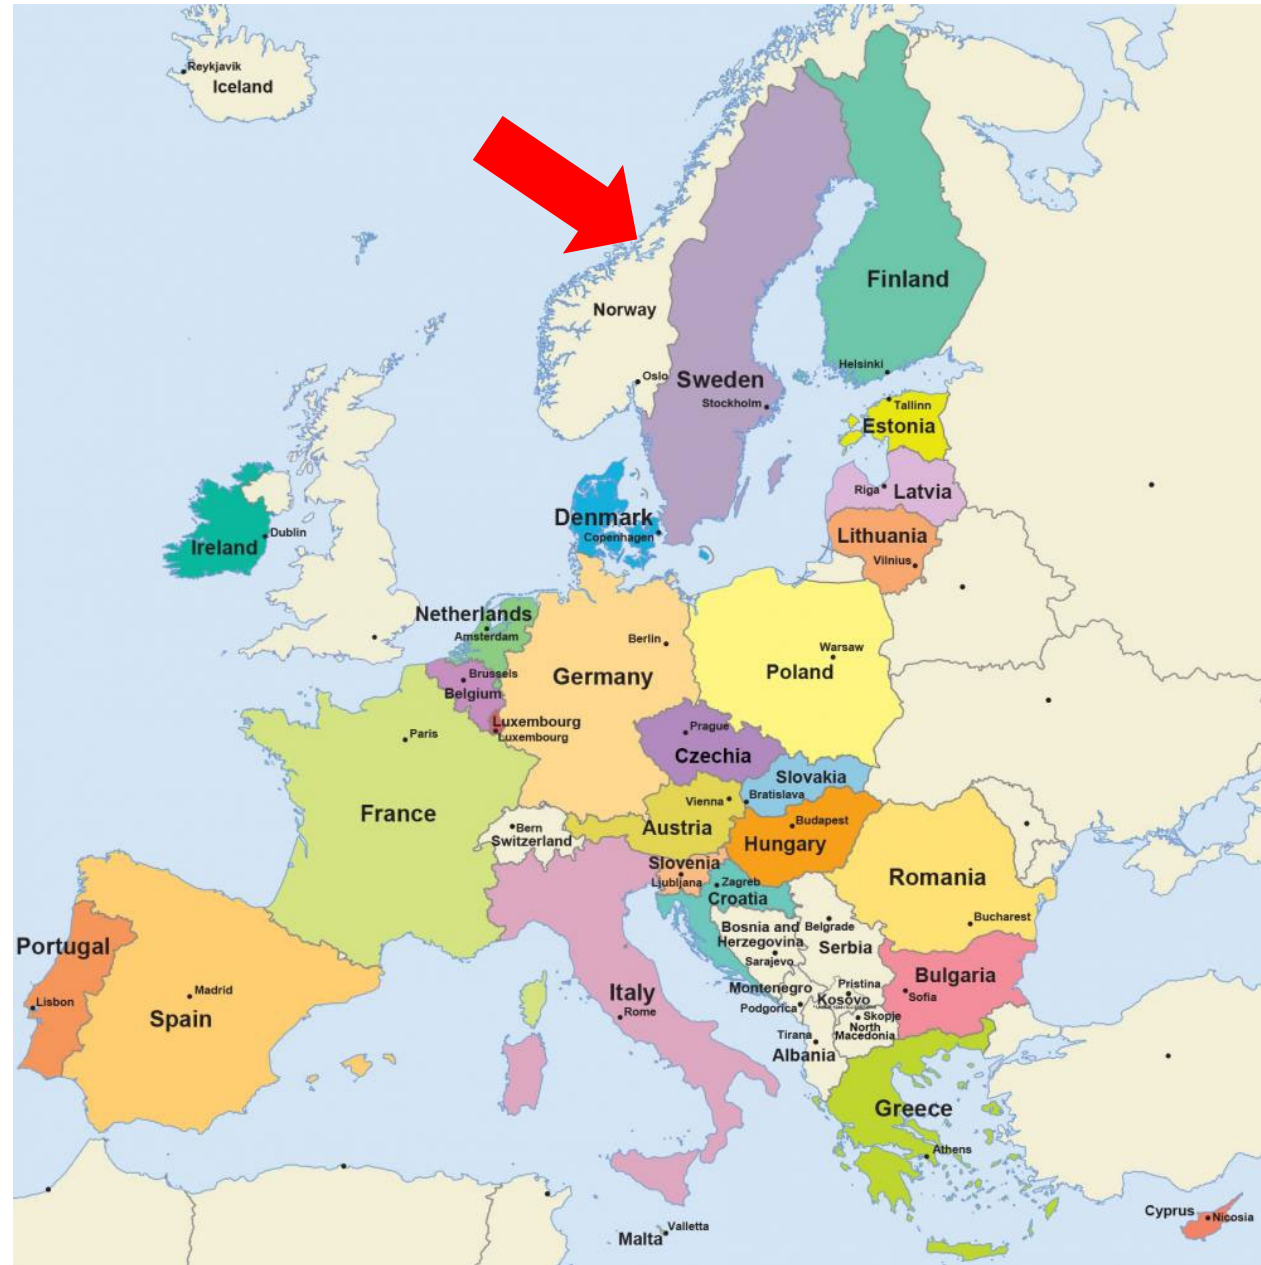 Reykjavik
Iceland
Finland
Norway
Helsinki
Oslo
Sweden
Stockholm
Tallinn
Estonia
Riga
Latvia
Denmark
Copenhagen
Lithuania
Vilnius
Dublin
Ireland
Netherlands
Amsterdam
Berlin
Warsaw
Poland
Germany
Brussels
Belgium
Luxembourg
Luxembourg
Paris
Prague
Czechia
Slovakia
Bratislava
Vienna
Austria
France
Bern
Switzerland
Budapest
Hungary
Slovenia
Ljubljana
Zagreb
Croatia
Romania
Bucharest
Bosnia and
Herzegovina
Sarajevo
Belgrade
Serbia
Portugal
Lisbon
Madrid
Spain
Italy
Rome
Montenegro
Podgorica
Pristina
Kosovo
Bulgaria
Sofia
Skopje
North
Macedonia
Tirana
Albania
Greece
Athens
Malta
Valletta
Cyprus
Nicosia